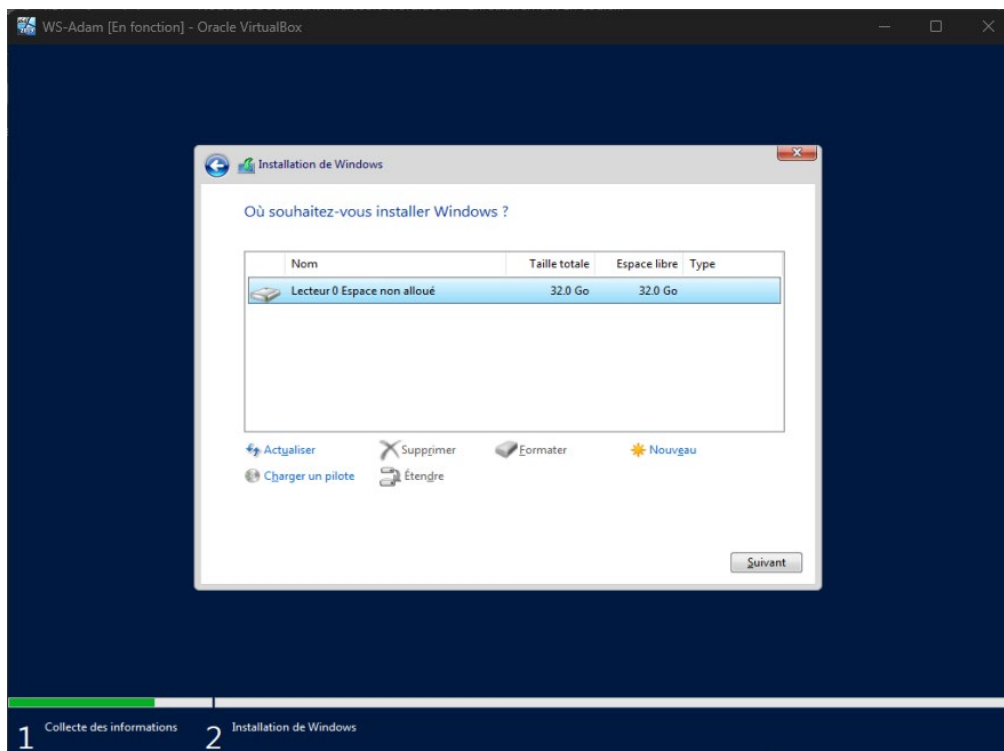 WS-Adam [En fonction] - Oracle VirtualBox
Installation de Windows
Où souhaitez-vous installer Windows ?
Nom Taille totale Espace libre Type
Lecteur 0 Espace non alloué 32.0 Go 32.0 Go
Actualiser Supprimer Formater Nouveau
Charger un pilote Étendre
Suivant
1 Collecte des informations 2 Installation de Windows